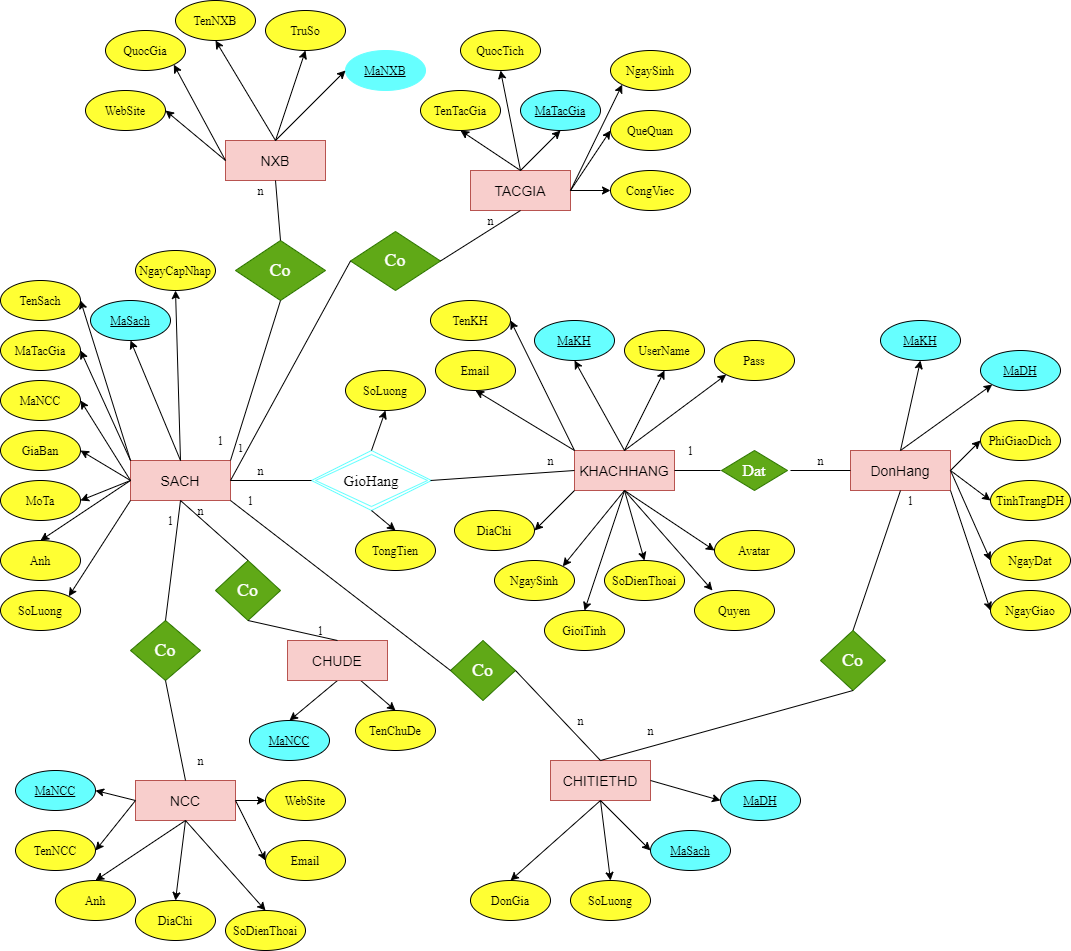 TenNXB
TruSo
QuocGia
MaNXB
WebSite
NXB
n
Co
QuocTich
NgaySinh
TenTacGia
MaTacGia
QueQuan
CongViec
TACGIA
n
Co
NgayCapNhap
TenSach
MaSach
MaTacGia
MaNCC
GiaBan
MoTa
Anh
SoLuong
SACH
1
1
n
1
n
1
SoLuong
GioHang
TongTien
n
TenKH
MaKH
UserName
Pass
Email
KHACHHANG
DiaChi
NgaySinh
GioiTinh
SoDienThoai
Quyen
Avatar
1
Dat
n
MaKH
MaDH
PhiGiaoDich
TinhTrangDH
NgayDat
NgayGiao
DonHang
1
Co
n
Co
n
Co
1
CHUDE
MaNCC
TenChuDe
Co
n
MaNCC
NCC
WebSite
TenNCC
Email
Anh
DiaChi
SoDienThoai
CHITIETHD
MaDH
MaSach
DonGia
SoLuong